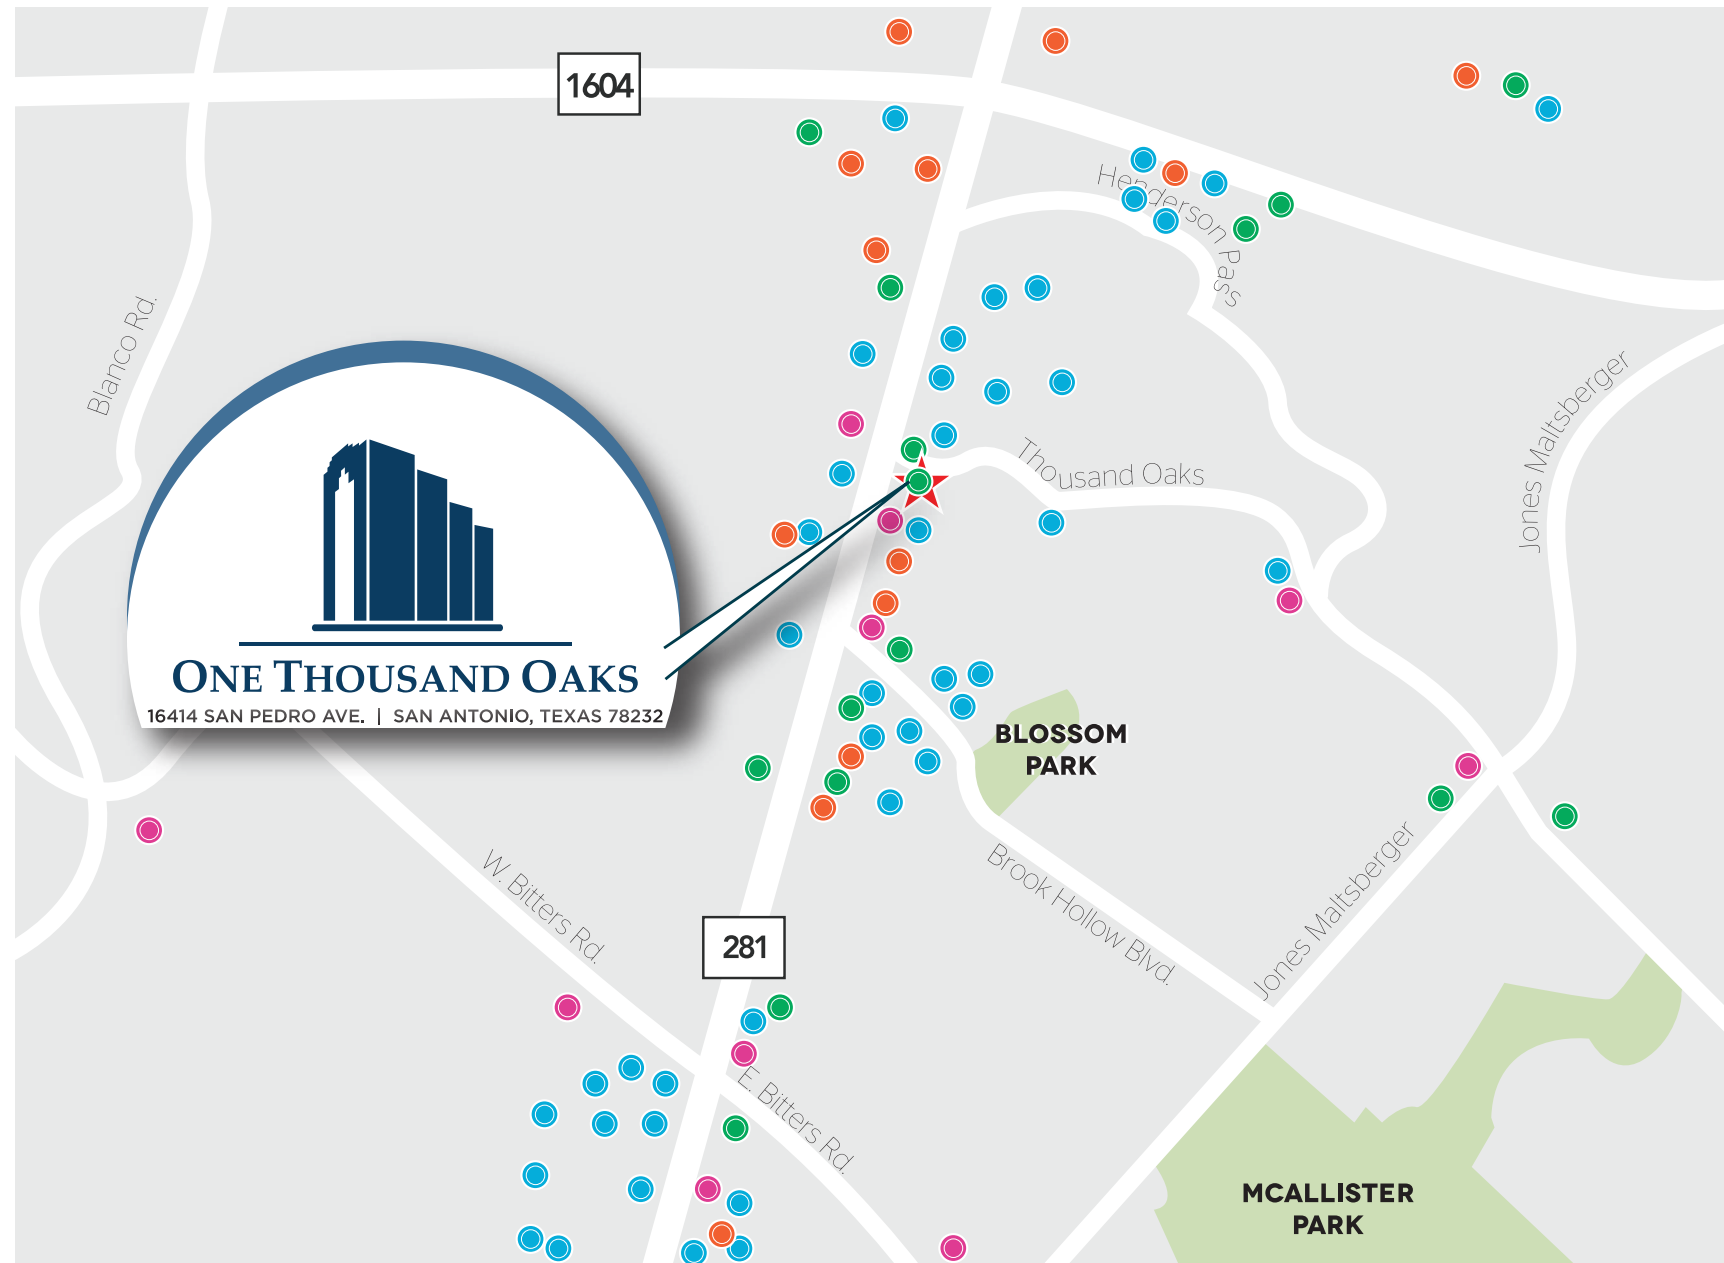 1604
Henderson Pass
Blanco Rd.
Jones Maltsberger
Thousand Oaks
ONE THOUSAND OAKS
16414 SAN PEDRO AVE. | SAN ANTONIO, TEXAS 78232
BLOSSOM
PARK
W. Bitters Rd.
Brook Hollow Blvd.
Jones Maltsberger
281
E. Bitters Rd.
MCALLISTER
PARK